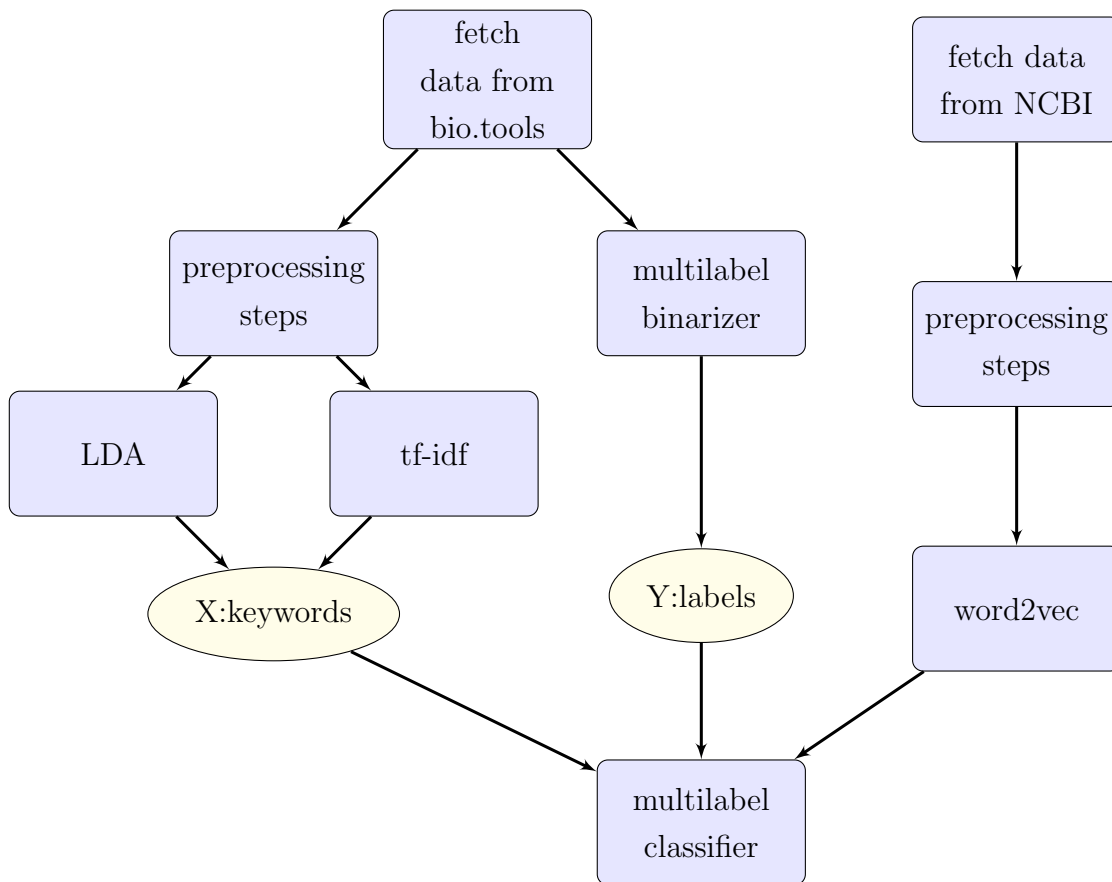 fetch
data from
bio.tools
fetch data
from NCBI
preprocessing
steps
multilabel
binarizer
preprocessing
steps
LDA
tf-idf
X:keywords
Y:labels
word2vec
multilabel
classifier